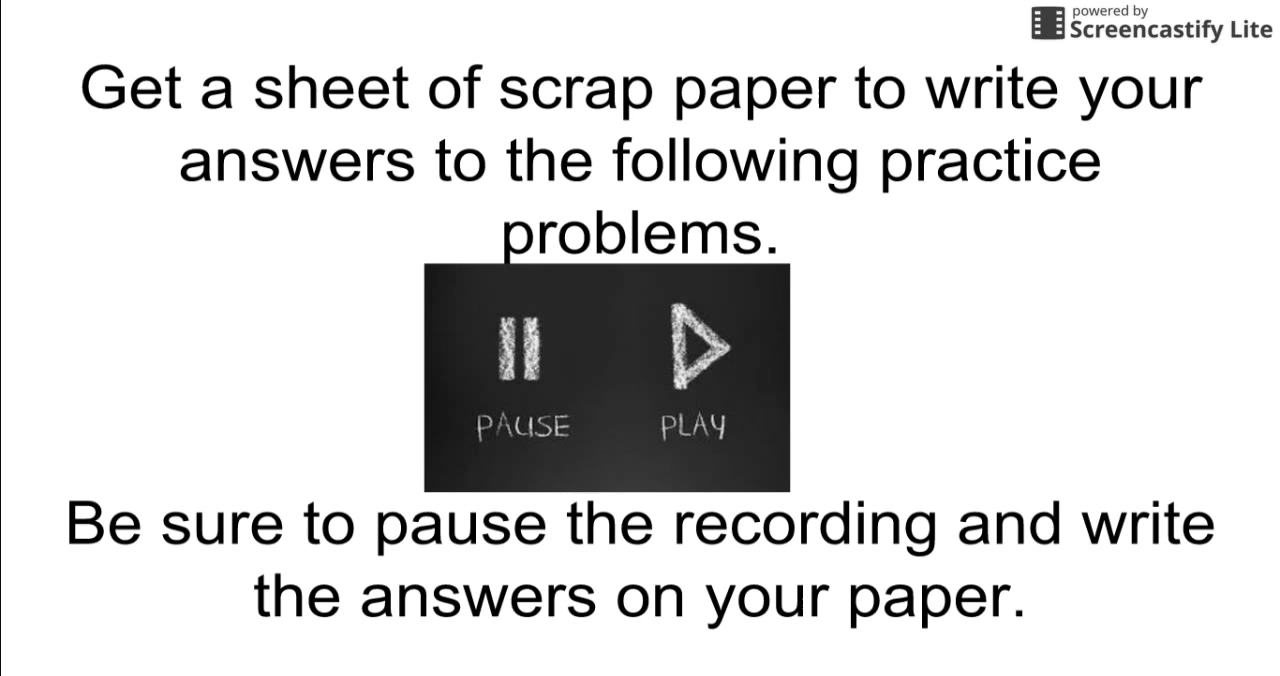 powered by
Screencastify Lite
Get a sheet of scrap paper to write your
answers to the following practice
problems.
PAUSE PLAY
Be sure to pause the recording and write
the answers on your paper.